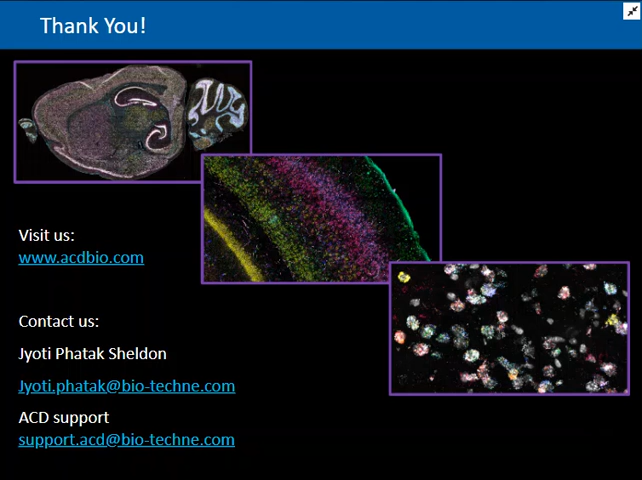 Thank You!
Visit us:
www.acdbio.com
Contact us:
Jyoti Phatak Sheldon
Jyoti.phatak@bio-techne.com
ACD support
support.acd@bio-techne.com